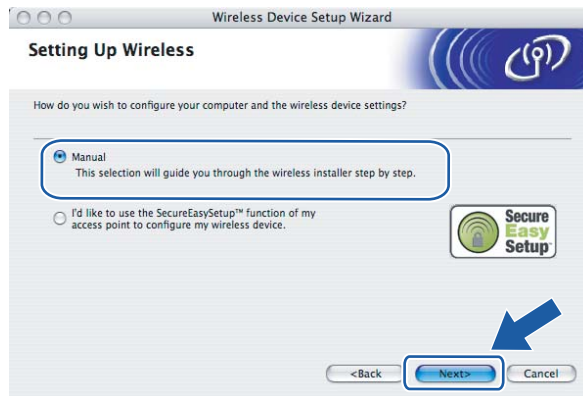 Wireless Device Setup Wizard
Setting Up Wireless
How do you wish to configure your computer and the wireless device settings?
Manual
This selection will guide you through the wireless installer step by step.
I'd like to use the SecureEasySetup™ function of my
access point to configure my wireless device.
Secure
Easy
Setup™
<Back
Next>
Cancel